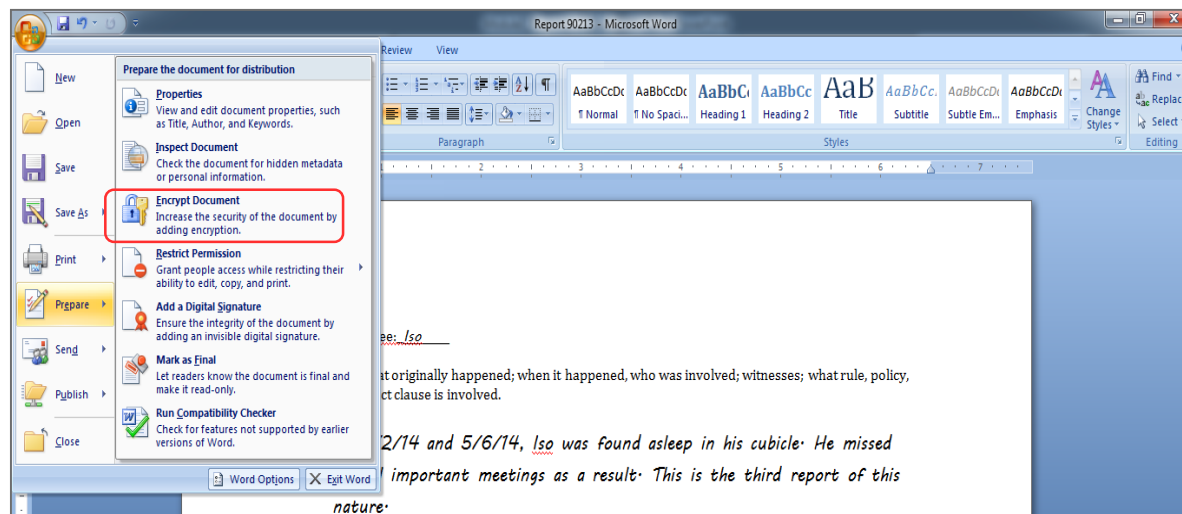 Report 90213 - Microsoft Word
Review View
New
Open
Save
Save As
Print
Prepare
Send
Publish
Close
Prepare the document for distribution
Properties
View and edit document properties, such
as Title, Author, and Keywords.
Inspect Document
Check the document for hidden metadata
or personal information.
Encrypt Document
Increase the security of the document by
adding encryption.
Restrict Permission
Grant people access while restricting their
ability to edit, copy, and print.
Add a Digital Signature
Ensure the integrity of the document by
adding an invisible digital signature.
Mark as Final
Let readers know the document is final and
make it read-only.
Run Compatibility Checker
Check for features not supported by earlier
versions of Word.
Word Options Exit Word
AaBbCcDc AaBbCcDc AaBbC AaBbCc AaB AaBbCc. AaBbCcDc AaBbCcDc
¶ Normal ¶ No Spaci... Heading 1 Heading 2 Title Subtitle Subtle Em... Emphasis
Change
Styles
Find
Replac
Select
Paragraph Styles Editing
1 2 3 4 5 6 7
ee: Iso
at originally happened; when it happened, who was involved; witnesses; what rule, policy,
ct clause is involved.
2/14 and 5/6/14, Iso was found asleep in his cubicle. He missed
important meetings as a result. This is the third report of this
nature.